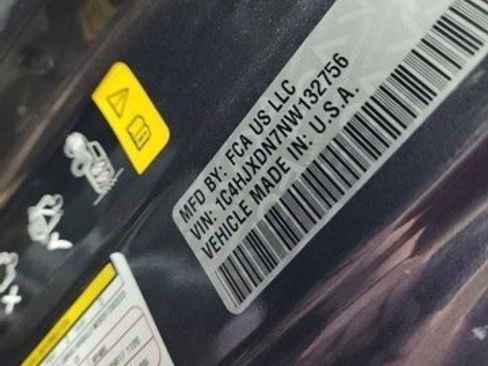 MFD BY: FCA US LLC
VIN: 1C4HJXDN7NW132756
VEHICLE MADE IN: U.S.A.